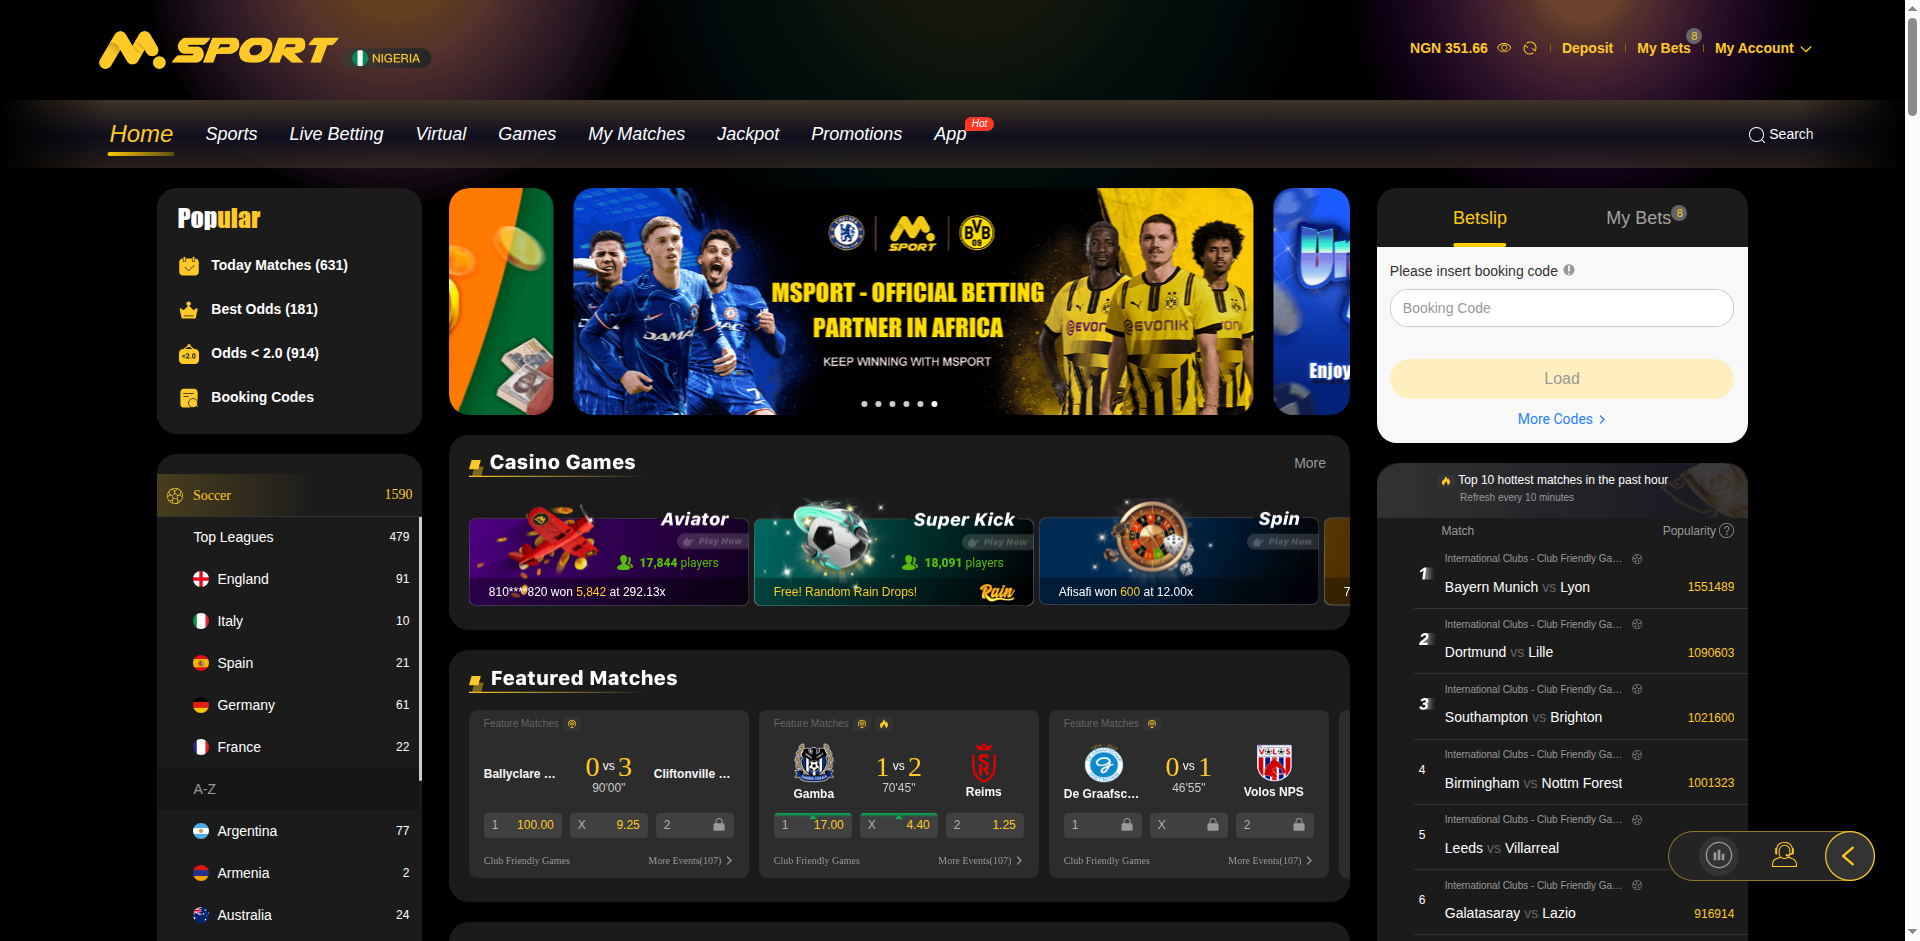 M.SPORT
NIGERIA
NGN 351.66
Deposit
My Bets 8
My Account
Home
Sports
Live Betting
Virtual
Games
My Matches
Jackpot
Promotions
App
Hot
Search
Popular
Today Matches (631)
Best Odds (181)
<2.0
Odds < 2.0 (914)
Booking Codes
Soccer 1590
Top Leagues 479
England 91
Italy 10
Spain 21
Germany 61
France 22
A-Z
Argentina 77
Armenia 2
Australia 24
CHELSEA
M.
SPORT
BVB
09
MSPORT - OFFICIAL BETTING
PARTNER IN AFRICA
KEEP WINNING WITH MSPORT
EVONIK
Enjoy
Casino Games
More
Aviator
Play Now
17,844 players
810***820 won 5,842 at 292.13x
Super Kick
Play Now
18,091 players
Free! Random Rain Drops!
Rain
Spin
Play Now
Afisafi won 600 at 12.00x
7
Featured Matches
Feature Matches
Ballyclare ...
0 vs 3
90'00"
Cliftonville ...
1 100.00
X 9.25
2
Club Friendly Games
More Events(107)
Feature Matches
Gamba
1 vs 2
70'45"
Reims
1 17.00
X 4.40
2 1.25
Club Friendly Games
More Events(107)
Feature Matches
De Graafsc...
0 vs 1
46'55"
VOLOS
Volos NPS
1
X
2
Club Friendly Games
More Events(107)
Betslip
My Bets 8
Please insert booking code
Booking Code
Load
More Codes
Top 10 hottest matches in the past hour
Refresh every 10 minutes
Match
Popularity ?
1
International Clubs - Club Friendly Ga...
Bayern Munich vs Lyon 1551489
2
International Clubs - Club Friendly Ga...
Dortmund vs Lille 1090603
3
International Clubs - Club Friendly Ga...
Southampton vs Brighton 1021600
4
International Clubs - Club Friendly Ga...
Birmingham vs Nottm Forest 1001323
5
International Clubs - Club Friendly Ga...
Leeds vs Villarreal
6
International Clubs - Club Friendly Ga...
Galatasaray vs Lazio 916914